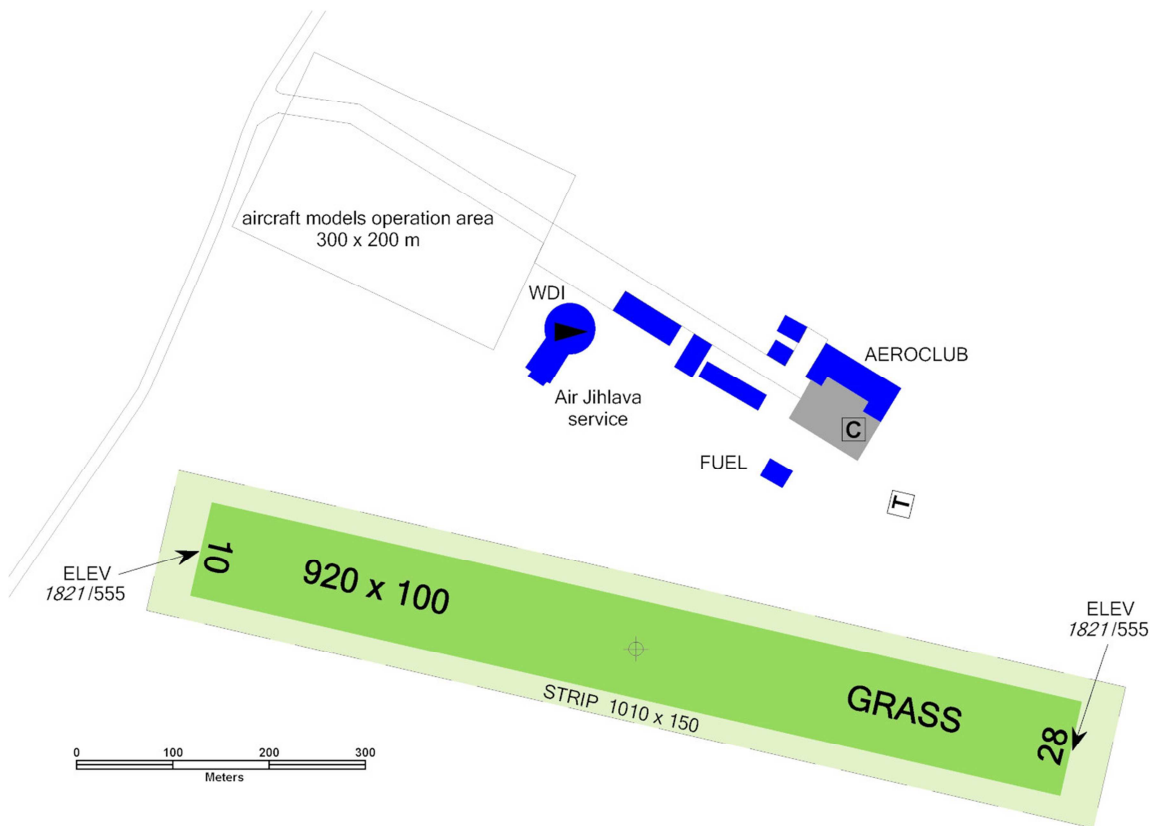 aircraft models operation area
300 x 200 m
WDI
AEROCLUB
Air Jihlava
service
C
FUEL
T
10
920 x 100
ELEV
1821/555
ELEV
1821/555
GRASS
STRIP 1010 x 150
28
0 100 200 300
Meters